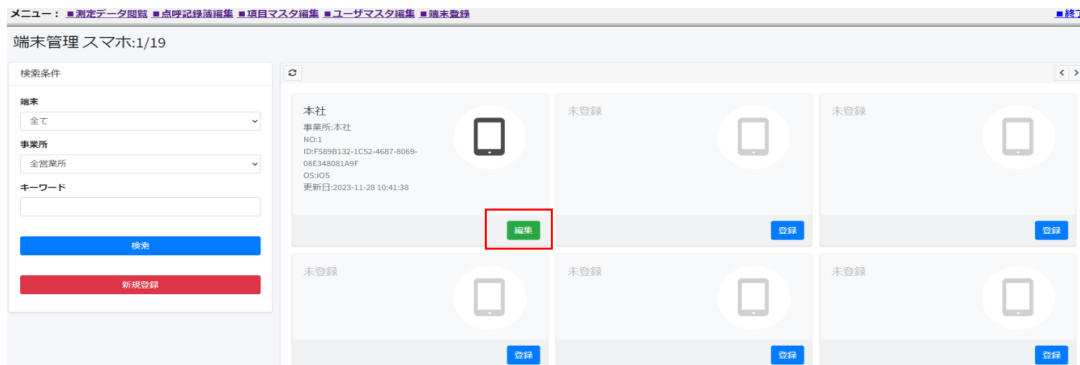 メニュー： ■測定データ閲覧 ■点呼記録簿編集 ■項目マスタ編集 ■ユーザマスタ編集 ■端末登録
■終了
端末管理 スマホ:1/19
検索条件
端末
全て
事業所
全営業所
キーワード
検索
新規登録
本社
事業所:本社
NO:1
ID:F589B132-1C52-4687-8069-
08E348081A9F
OS:iOS
更新日:2023-11-28 10:41:38
編集
未登録
登録
未登録
登録
未登録
登録
未登録
登録
未登録
登録